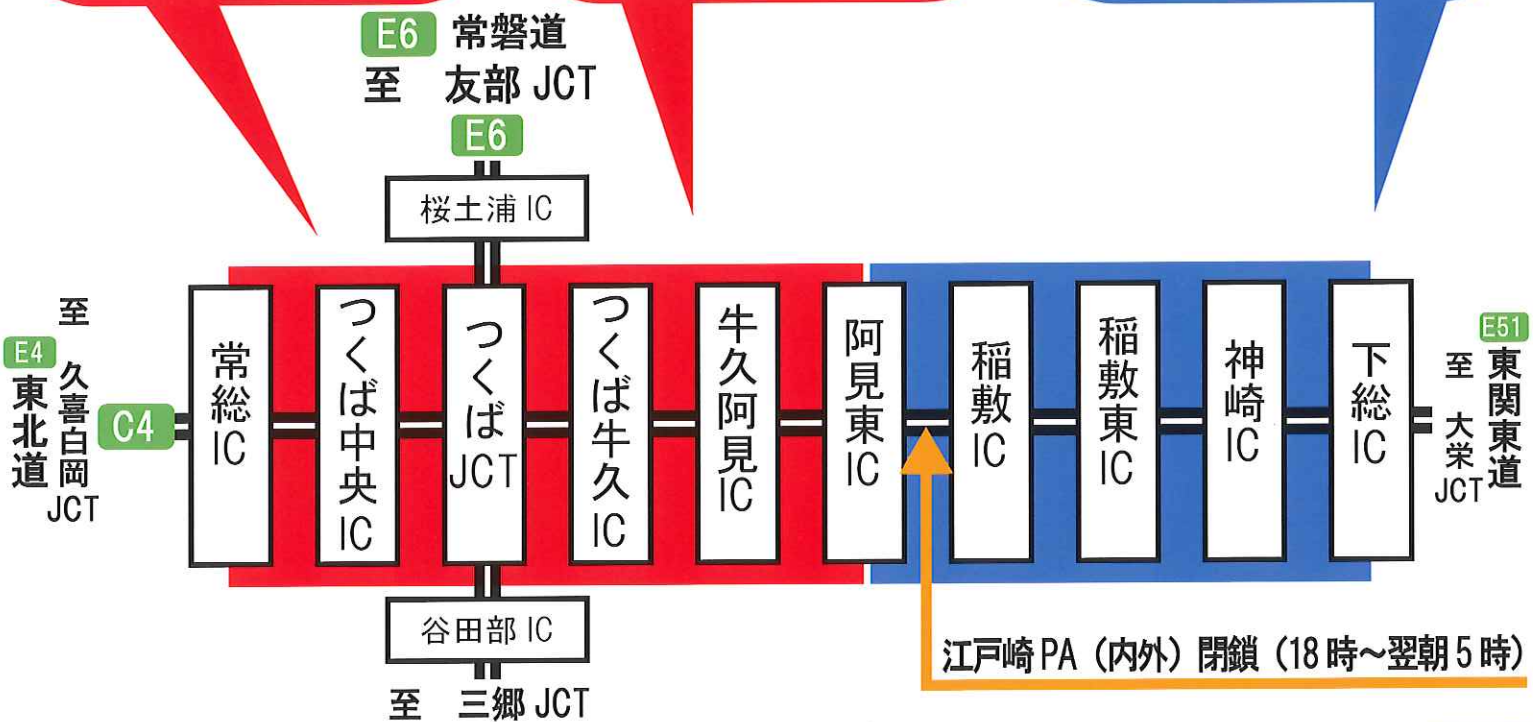 E6 常磐道
至 友部 JCT
E6
桜土浦 IC
至 久喜白岡 JCT
E4 東北道
C4
常総 IC
つくば中央 IC
つくば JCT
つくば牛久 IC
牛久阿見 IC
阿見東 IC
稲敷 IC
稲敷東 IC
神崎 IC
下総 IC
E51 東関東道
至 大栄 JCT
谷田部 IC
至 三郷 JCT
江戸崎 PA（内外）閉鎖（18 時～翌朝 5 時）